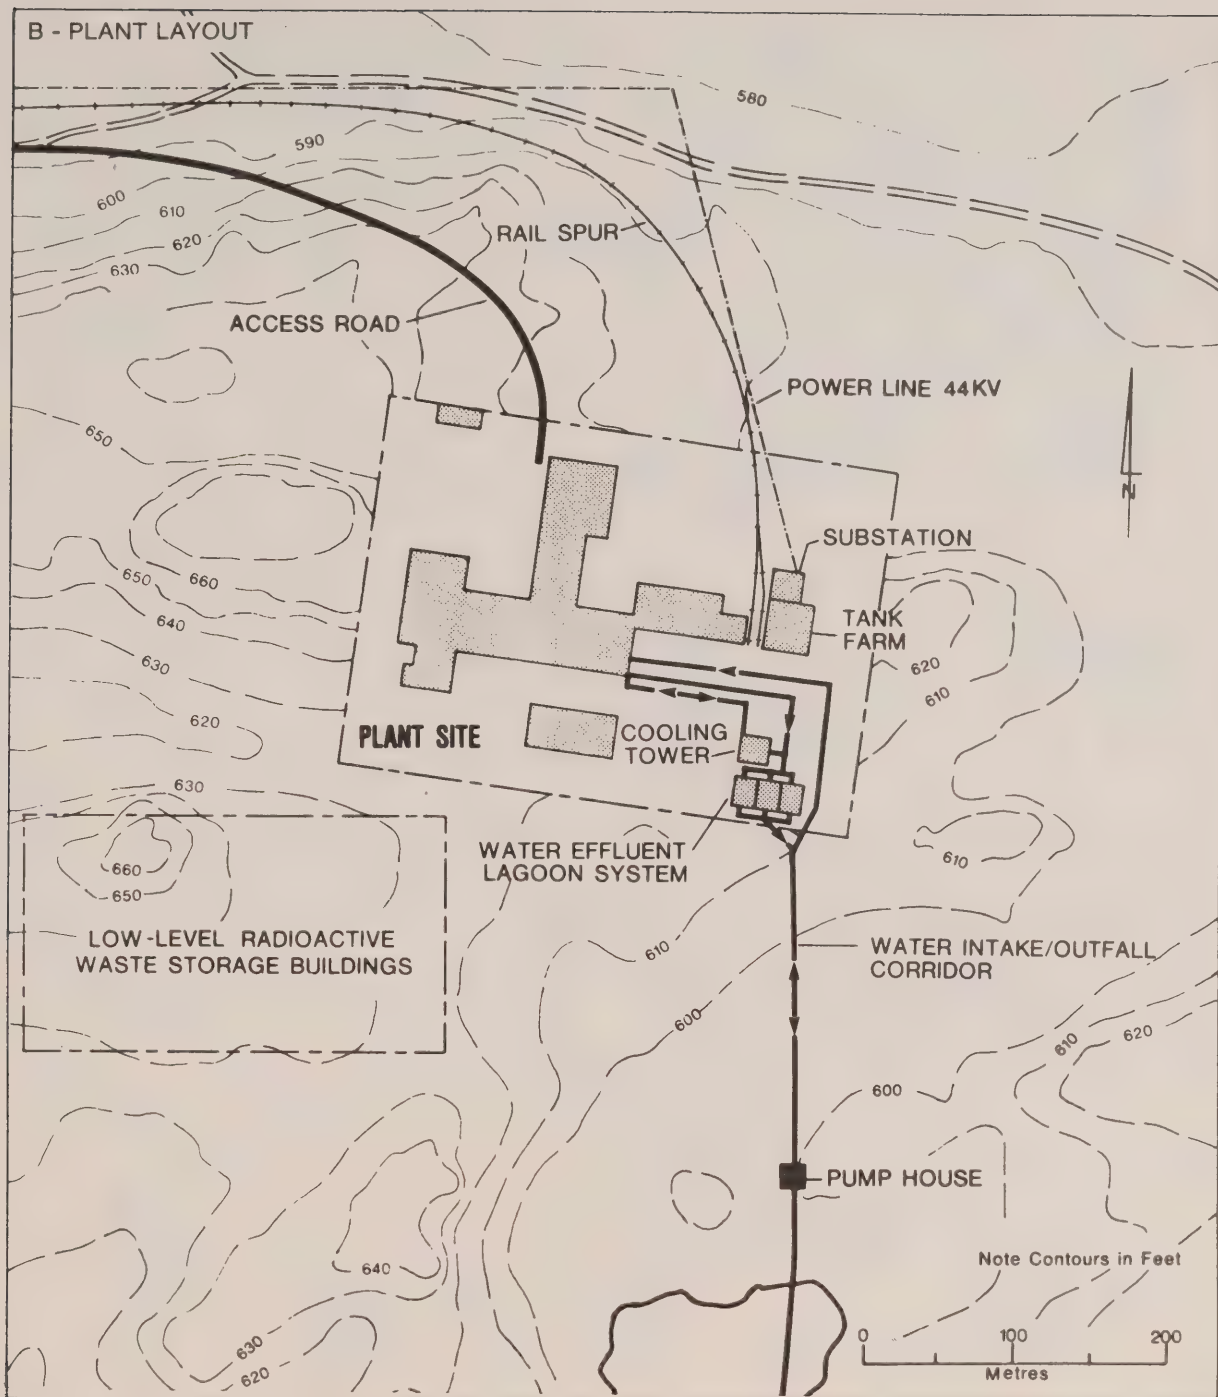 B - PLANT LAYOUT
580
590
600
610
620
630
RAIL SPUR
ACCESS ROAD
POWER LINE 44KV
N
650
660
650
640
630
620
SUBSTATION
TANK
FARM
620
610
PLANT SITE
COOLING
TOWER
630
660
650
WATER EFFLUENT
LAGOON SYSTEM
610
LOW-LEVEL RADIOACTIVE
WASTE STORAGE BUILDINGS
610
WATER INTAKE/OUTFALL
CORRIDOR
600
610
620
600
PUMP HOUSE
640
Note Contours in Feet
630
620
0 100 200
Metres